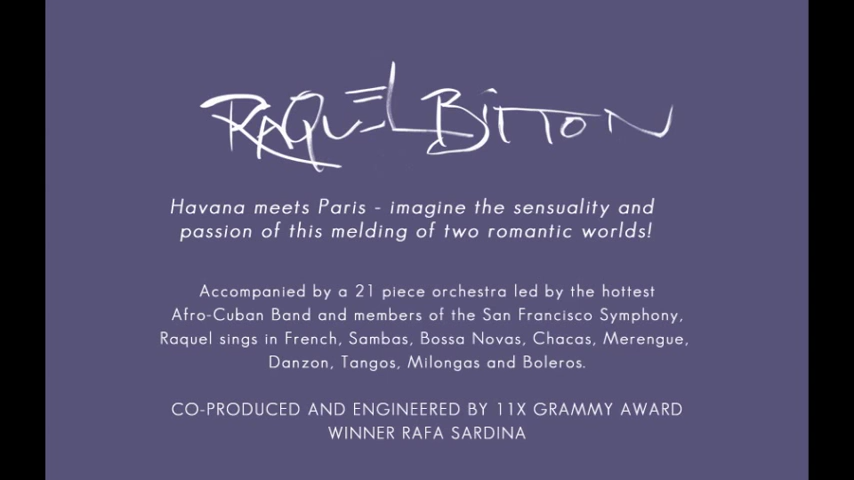 RAQUEL BITTON
Havana meets Paris - imagine the sensuality and
passion of this melding of two romantic worlds!
Accompanied by a 21 piece orchestra led by the hottest
Afro-Cuban Band and members of the San Francisco Symphony,
Raquel sings in French, Sambas, Bossa Novas, Chacas, Merengue,
Danzon, Tangos, Milongas and Boleros.
CO-PRODUCED AND ENGINEERED BY 11X GRAMMY AWARD
WINNER RAFA SARDINA